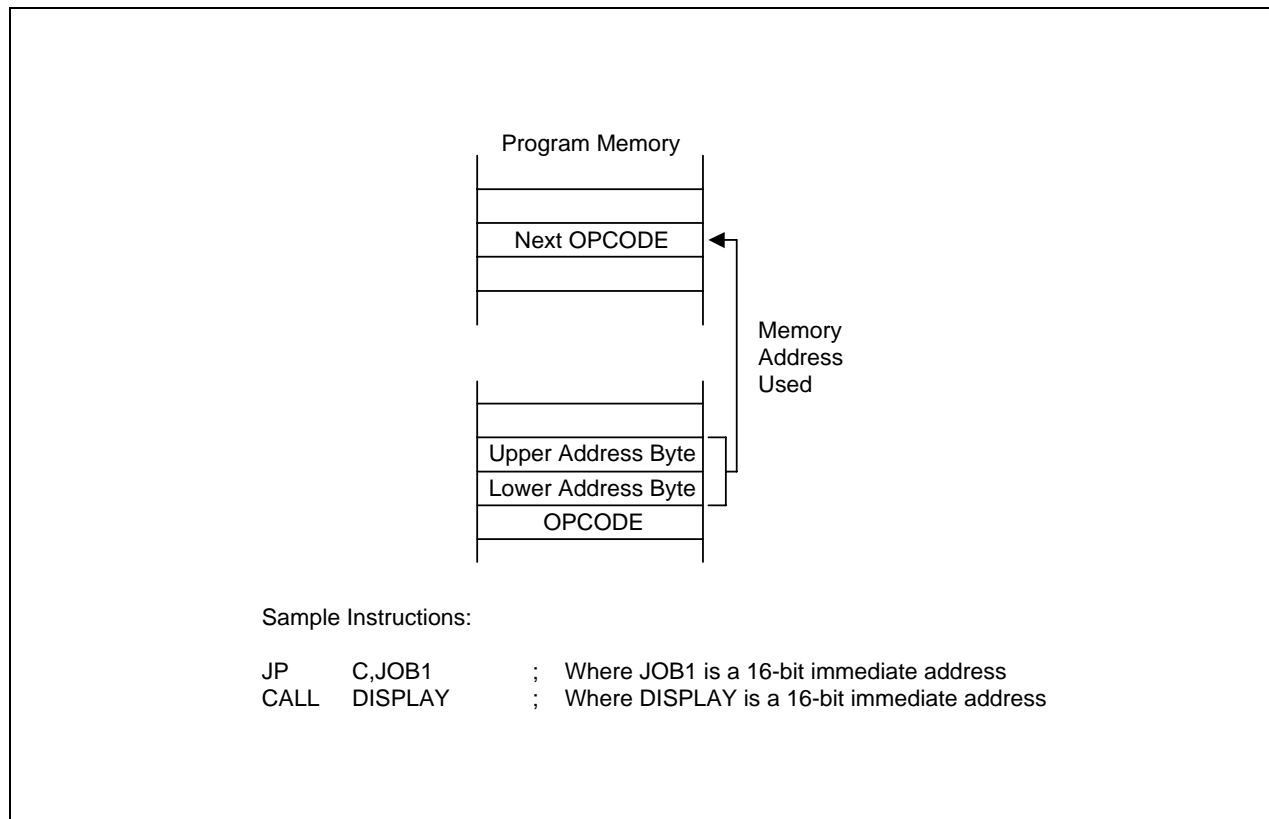 Program Memory
Next OPCODE
Memory
Address
Used
Upper Address Byte
Lower Address Byte
OPCODE
Sample Instructions:
JP C,JOB1 ; Where JOB1 is a 16-bit immediate address
CALL DISPLAY ; Where DISPLAY is a 16-bit immediate address